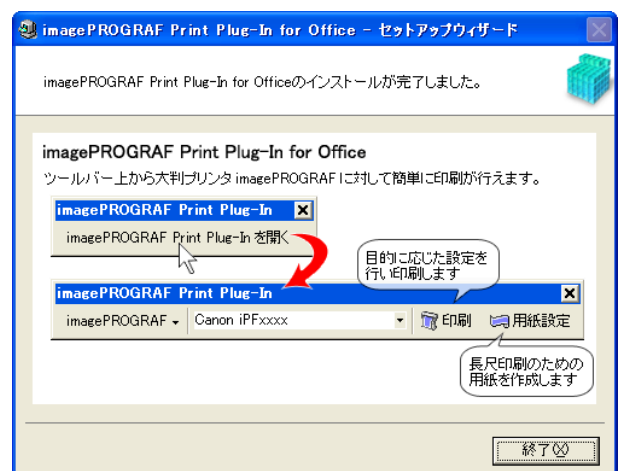 imagePROGRAF Print Plug-In for Office - セットアップウィザード
imagePROGRAF Print Plug-In for Officeのインストールが完了しました。
imagePROGRAF Print Plug-In for Office
ツールバー上から大判プリンタ imagePROGRAF に対して簡単に印刷が行えます。
imagePROGRAF Print Plug-In
imagePROGRAF Print Plug-In を開く
目的に応じた設定を
行い印刷します
imagePROGRAF Print Plug-In
imagePROGRAF Canon iPFxxxx 印刷 用紙設定
長尺印刷のための
用紙を作成します
終了(X)